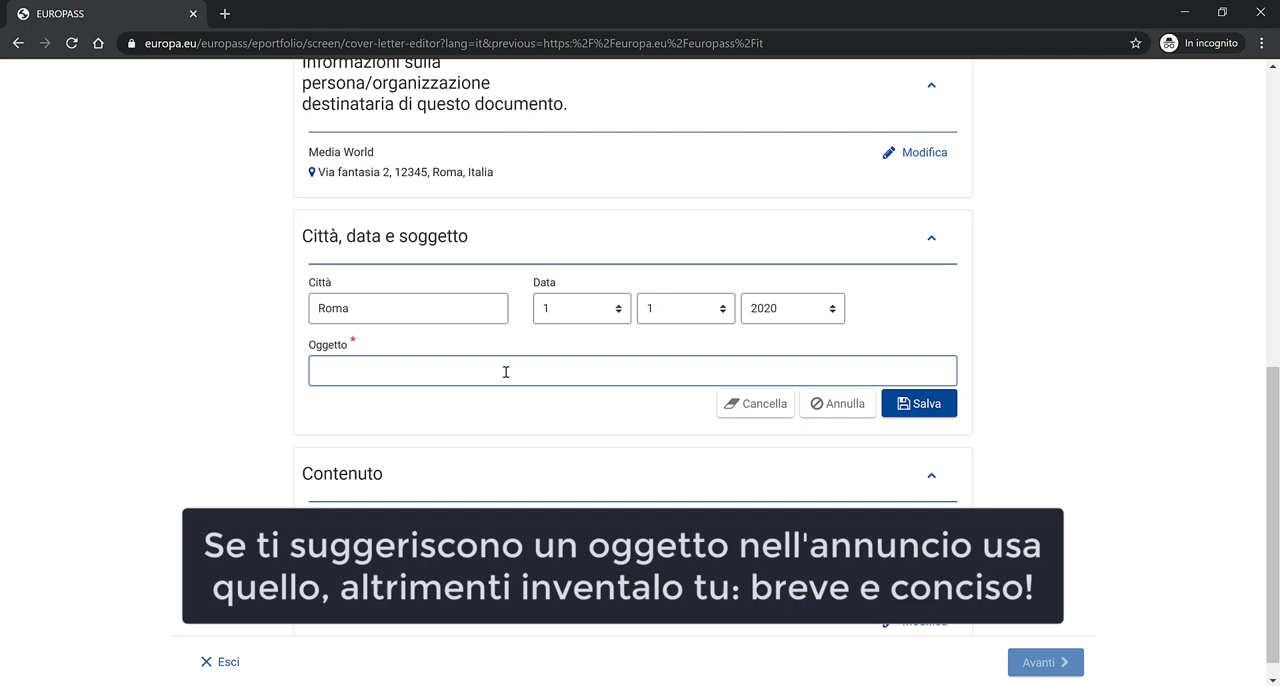 EUROPASS
europa.eu/europass/eportfolio/screen/cover-letter-editor?lang=it&previous=https:%2F%2Feuropa.eu%2Feuropass%2Fit
In incognito
Informazioni sulla
persona/organizzazione
destinataria di questo documento.
Media World
Modifica
Via fantasia 2, 12345, Roma, Italia
Città, data e soggetto
Città
Data
Roma
1
1
2020
Oggetto *
Cancella
Annulla
Salva
Contenuto
Se ti suggeriscono un oggetto nell'annuncio usa
quello, altrimenti inventalo tu: breve e conciso!
Esci
Avanti